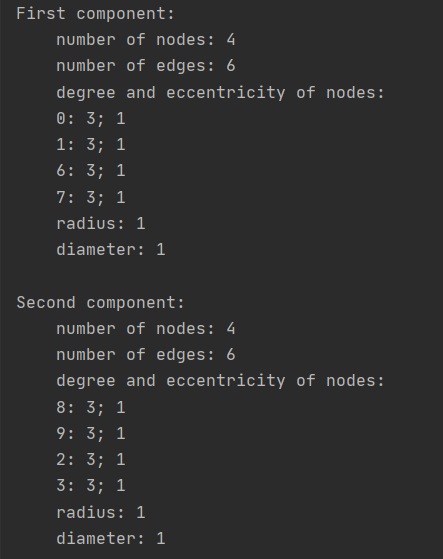 First component:
number of nodes: 4
number of edges: 6
degree and eccentricity of nodes:
0: 3; 1
1: 3; 1
6: 3; 1
7: 3; 1
radius: 1
diameter: 1
Second component:
number of nodes: 4
number of edges: 6
degree and eccentricity of nodes:
8: 3; 1
9: 3; 1
2: 3; 1
3: 3; 1
radius: 1
diameter: 1